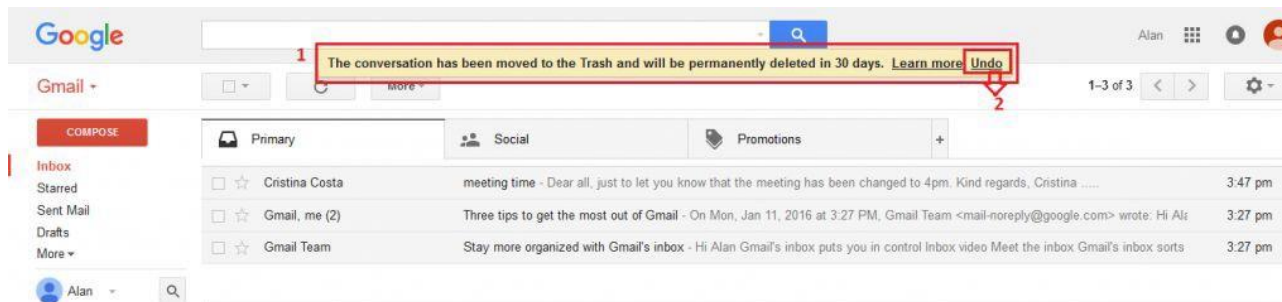 Google
Alan
1
The conversation has been moved to the Trash and will be permanently deleted in 30 days. Learn more Undo
2
Gmail
More
1–3 of 3
COMPOSE
Primary
Social
Promotions
+
Inbox
Starred
Sent Mail
Drafts
More
Cristina Costa meeting time - Dear all, just to let you know that the meeting has been changed to 4pm. Kind regards, Cristina ..... 3:47 pm
Gmail, me (2) Three tips to get the most out of Gmail - On Mon, Jan 11, 2016 at 3:27 PM, Gmail Team <mail-noreply@google.com> wrote: Hi Ala 3:27 pm
Gmail Team Stay more organized with Gmail's inbox - Hi Alan Gmail's inbox puts you in control Inbox video Meet the inbox Gmail's inbox sorts 3:27 pm
Alan